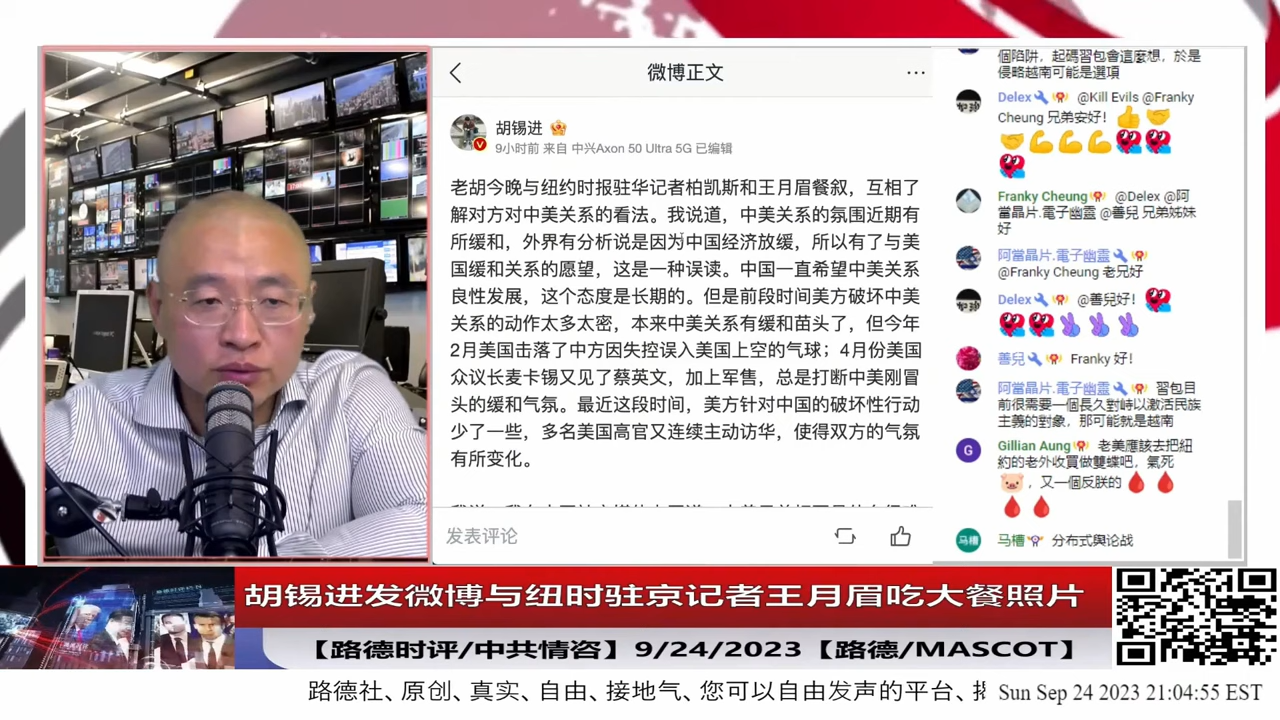 微博正文
胡锡进
9小时前 来自 中兴Axon 50 Ultra 5G 已编辑
老胡今晚与纽约时报驻华记者柏凯斯和王月眉餐叙，互相了
解对方对中美关系的看法。我说道，中美关系的氛围近期有
所缓和，外界有分析说是因为中国经济放缓，所以有了与美
国缓和关系的愿望，这是一种误读。中国一直希望中美关系
良性发展，这个态度是长期的。但是前段时间美方破坏中美
关系的动作太多太密，本来中美关系有缓和苗头了，但今年
2月美国击落了中方因失控误入美国上空的气球；4月份美国
众议长麦卡锡又见了蔡英文，加上军售，总是打断中美刚冒
头的缓和气氛。最近这段时间，美方针对中国的破坏性行动
少了一些，多名美国高官又连续主动访华，使得双方的气氛
有所变化。
发表评论
個陷阱，起碼習包會這麼想，於是
侵略越南可能是選項
Delex @Kill Evils @Franky
Cheung 兄弟安好！
Franky Cheung @Delex @阿
當晶片.電子幽靈 @善兒 兄弟姊妹
好
阿當晶片.電子幽靈
@Franky Cheung 老兄好
Delex @善兒好！
善兒 Franky 好！
阿當晶片.電子幽靈 習包目
前很需要一個長久對峙以激活民族
主義的對象，那可能就是越南
G
Gillian Aung 老美應該去把紐
約的老外收買做雙蝶吧，氣死
，又一個反朕的
马槽
马槽 分布式舆论战
胡锡进发微博与纽时驻京记者王月眉吃大餐照片
【路德时评/中共情咨】9/24/2023【路德/MASCOT】
路德社、原创、真实、自由、接地气、您可以自由发声的平台、
Sun Sep 24 2023 21:04:55 EST